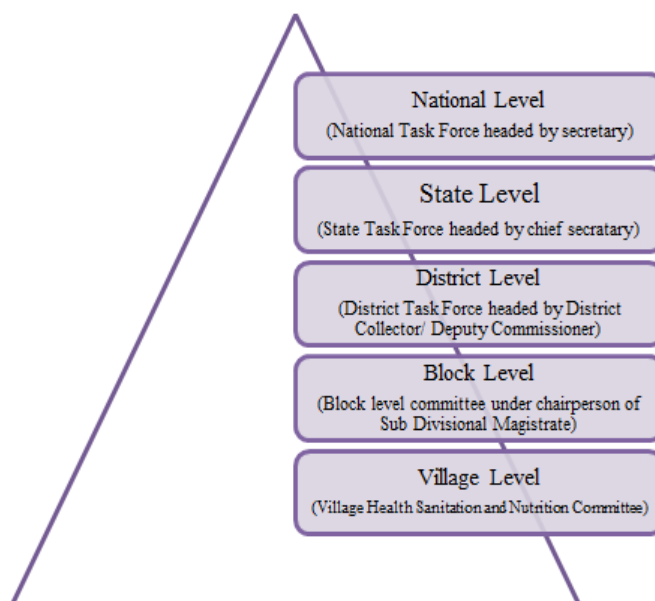 National Level
(National Task Force headed by secretary)
State Level
(State Task Force headed by chief secratary)
District Level
(District Task Force headed by District
Collector/ Deputy Commissioner)
Block Level
(Block level committee under chairperson of
Sub Divisional Magistrate)
Village Level
(Village Health Sanitation and Nutrition Committee)